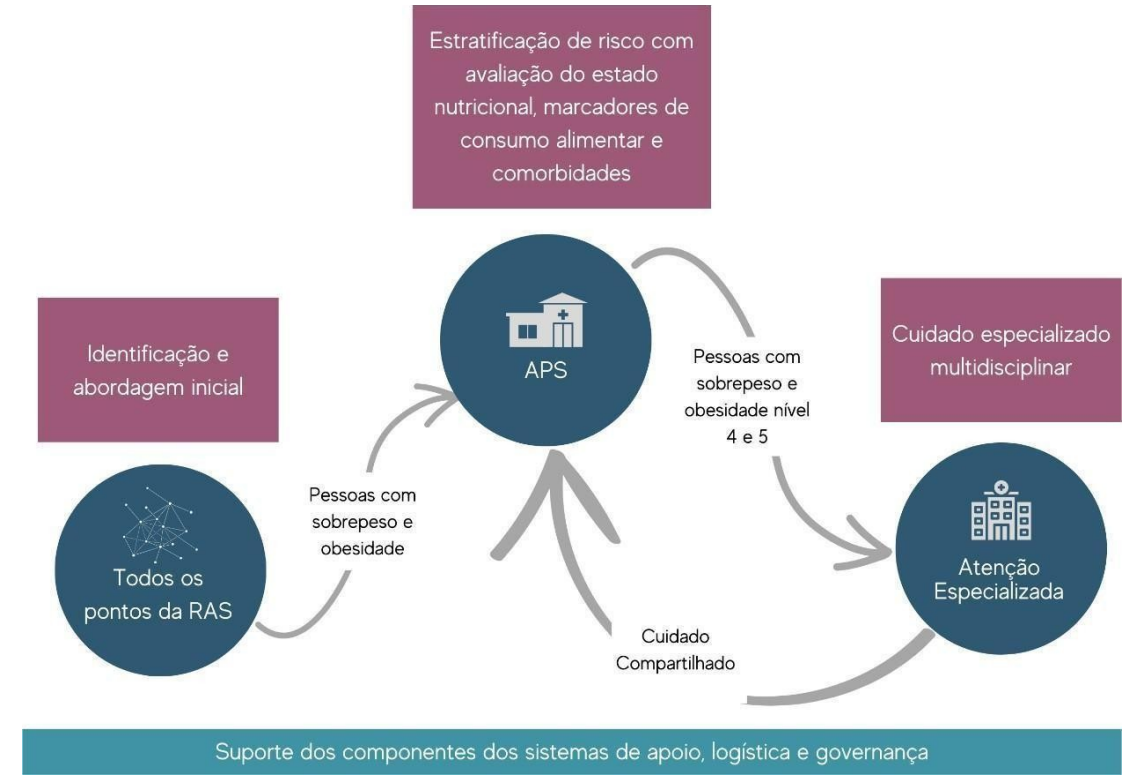 Estratificação de risco com
avaliação do estado
nutricional, marcadores de
consumo alimentar e
comorbidades
Identificação e
abordagem inicial
APS
Pessoas com
sobrepeso e
obesidade nível
4 e 5
Cuidado especializado
multidisciplinar
Todos os
pontos da RAS
Pessoas com
sobrepeso e
obesidade
Atenção
Especializada
Cuidado
Compartilhado
Suporte dos componentes dos sistemas de apoio, logística e governança